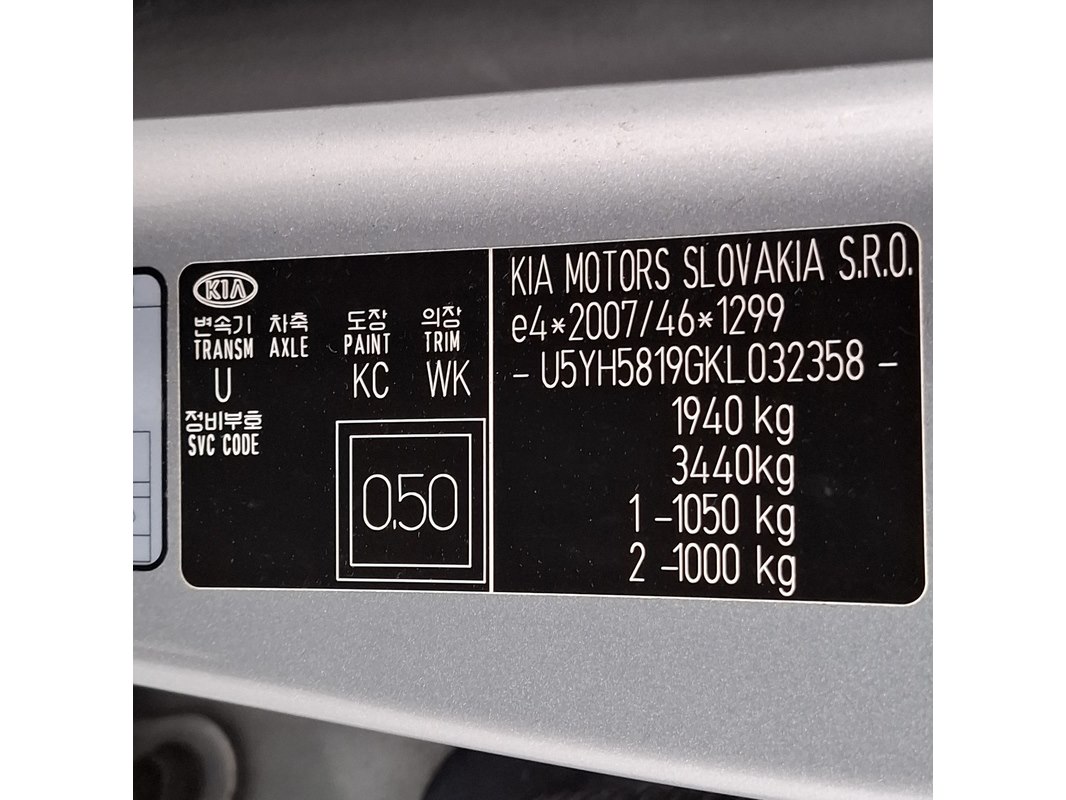 KIA
변속기 차축 도장 의장
TRANSM AXLE PAINT TRIM
U KC WK
정비부호
SVC CODE
0.50
KIA MOTORS SLOVAKIA S.R.O.
e4*2007/46*1299
- U5YH5819GKL032358 -
1940 kg
3440kg
1 -1050 kg
2 -1000 kg